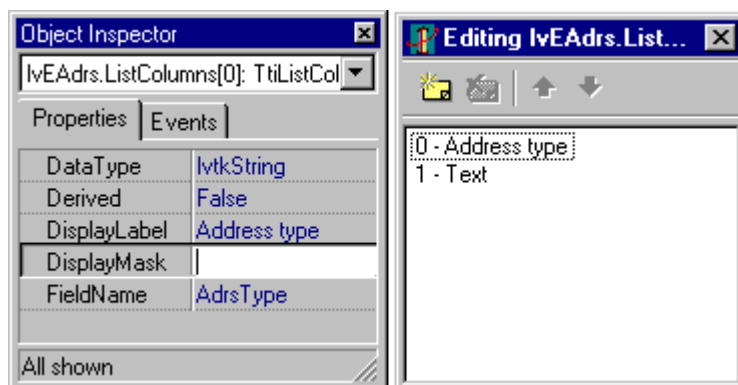 Object Inspector
lvEAdrs.ListColumns[0]: TtiListCol
Properties
Events
DataType lvtkString
Derived False
DisplayLabel Address type
DisplayMask
FieldName AdrsType
All shown
Editing lvEAdrs.List...
0 - Address type
1 - Text